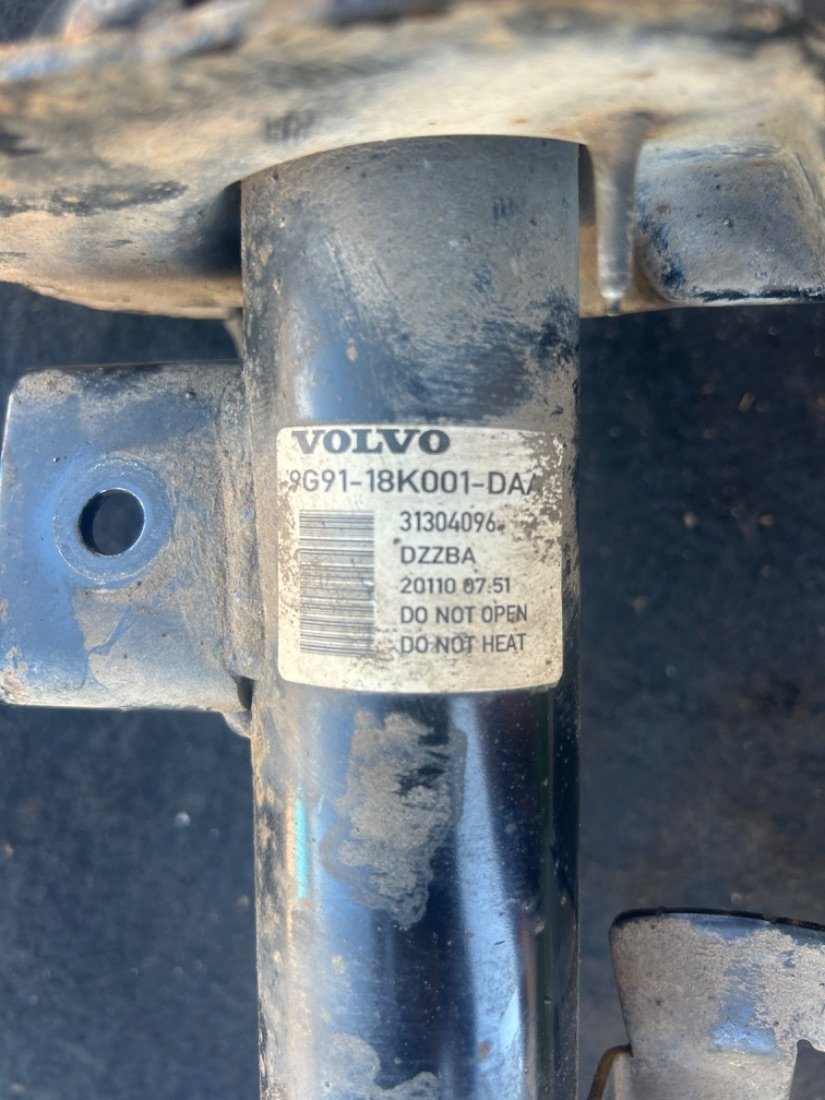 VOLVO
9G91-18K001-DAA
31304096
DZZBA
20110 07:51
DO NOT OPEN
DO NOT HEAT